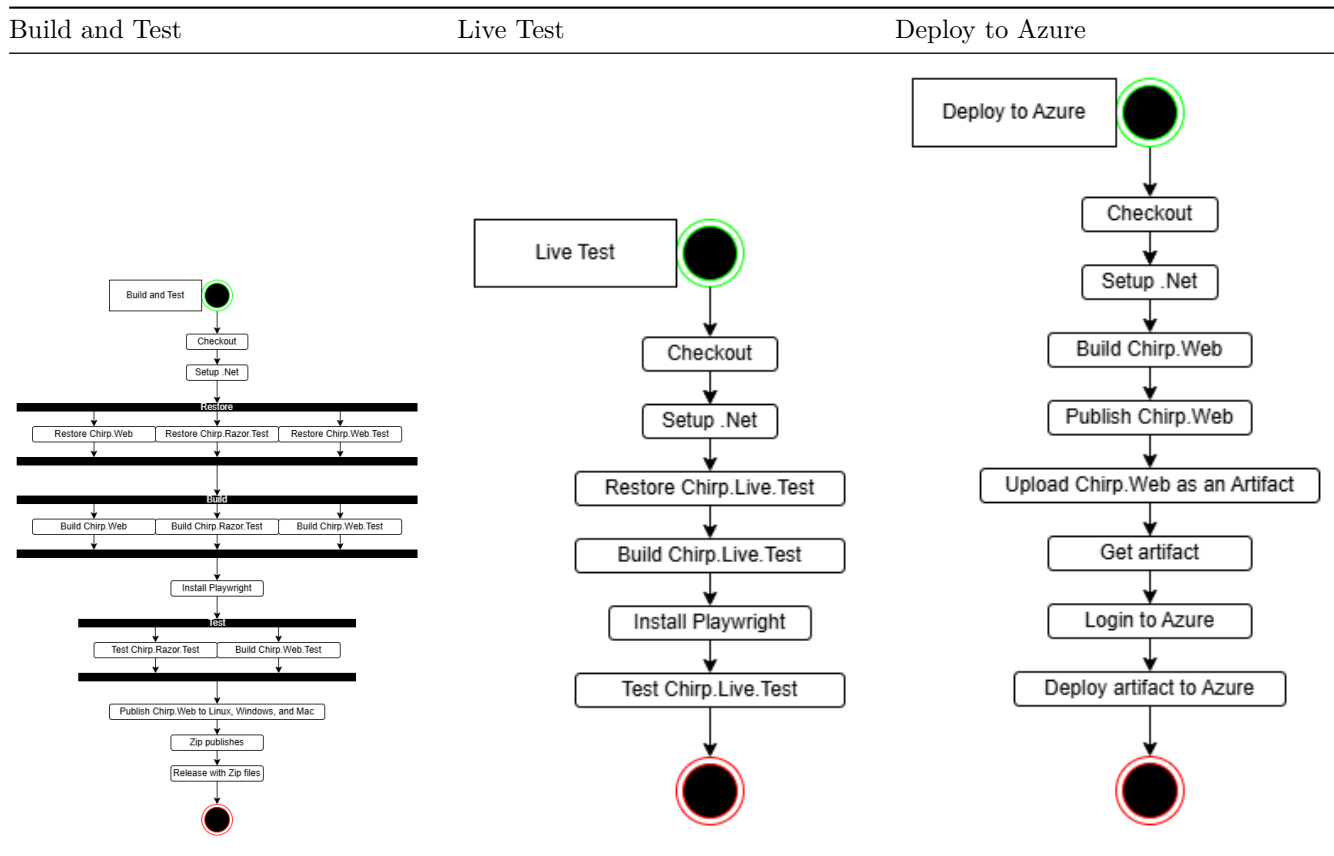 Build and Test
Live Test
Deploy to Azure
Build and Test
Checkout
Setup .Net
Restore
Restore Chirp.Web
Restore Chirp.Razor.Test
Restore Chirp.Web.Test
Build
Build Chirp.Web
Build Chirp.Razor.Test
Build Chirp.Web.Test
Install Playwright
Test
Test Chirp.Razor.Test
Build Chirp.Web.Test
Publish Chirp.Web to Linux, Windows, and Mac
Zip publishes
Release with Zip files
Live Test
Checkout
Setup .Net
Restore Chirp.Live.Test
Build Chirp.Live.Test
Install Playwright
Test Chirp.Live.Test
Deploy to Azure
Checkout
Setup .Net
Build Chirp.Web
Publish Chirp.Web
Upload Chirp.Web as an Artifact
Get artifact
Login to Azure
Deploy artifact to Azure